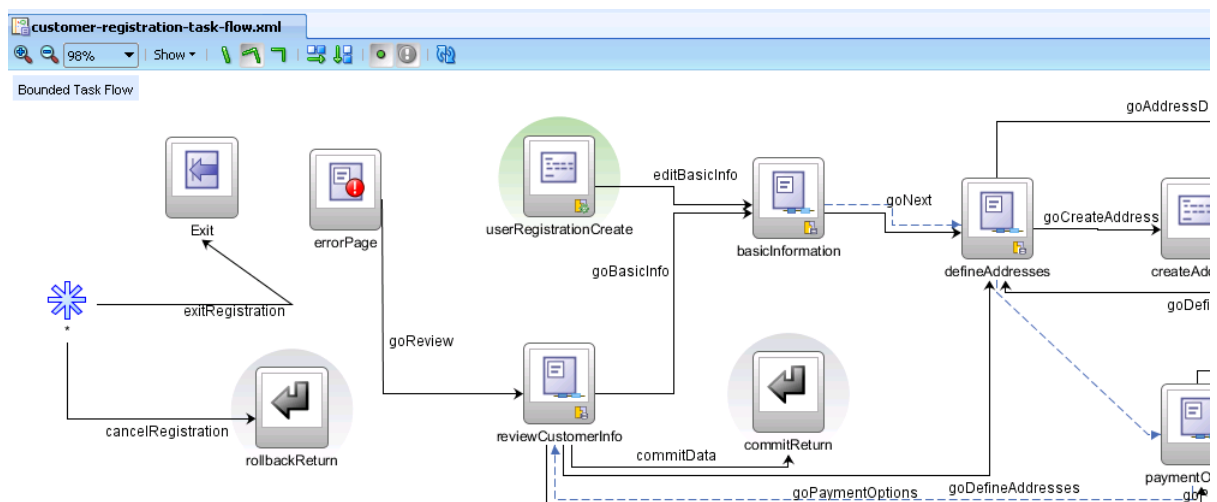 customer-registration-task-flow.xml
98% Show
Bounded Task Flow
goAddressD
editBasicInfo
goNext
goCreateAddress
Exit
errorPage
userRegistrationCreate
basicInformation
defineAddresses
createAdd
goBasicInfo
exitRegistration
goDefi
*
goReview
cancelRegistration
reviewCustomerInfo
commitReturn
rollbackReturn
commitData
paymentO
goPaymentOptions
goDefineAddresses